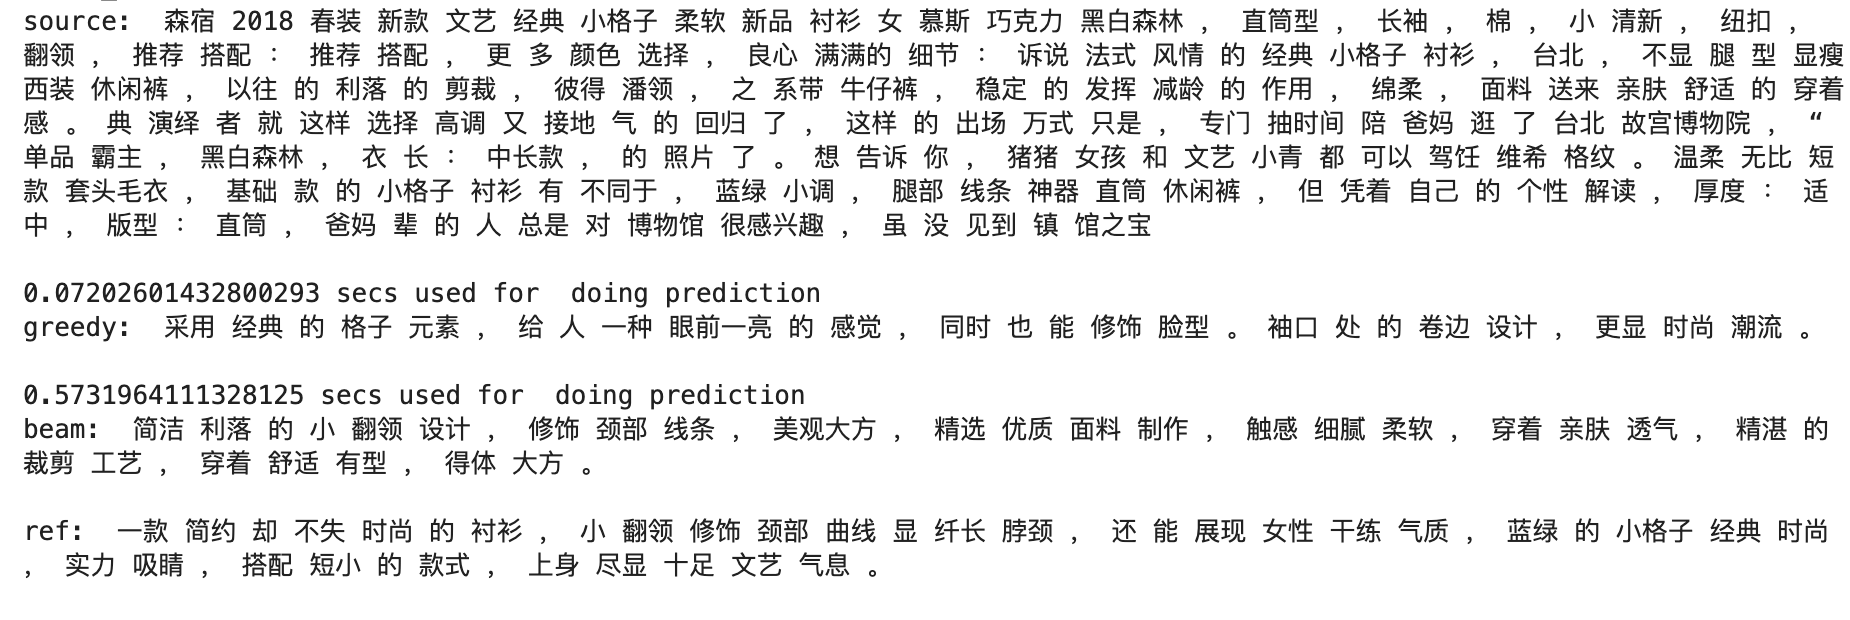 source: 森宿 2018 春装 新款 文艺 经典 小格子 柔软 新品 衬衫 女 慕斯 巧克力 黑白森林 , 直筒型 , 长袖 , 棉 , 小 清新 , 纽扣 ,
翻领 , 推荐 搭配 : 推荐 搭配 , 更 多 颜色 选择 , 良心 满满的 细节 : 诉说 法式 风情 的 经典 小格子 衬衫 , 台北 , 不显 腿 型 显瘦
西装 休闲裤 , 以往 的 利落 的 剪裁 , 彼得 潘领 , 之 系带 牛仔裤 , 稳定 的 发挥 减龄 的 作用 , 绵柔 , 面料 送来 亲肤 舒适 的 穿着
感 。 典 演绎 者 就 这样 选择 高调 又 接地 气 的 回归 了 , 这样 的 出场 万式 只是 , 专门 抽时间 陪 爸妈 逛 了 台北 故宫博物院 , “
单品 霸主 , 黑白森林 , 衣 长 : 中长款 , 的 照片 了 。 想 告诉 你 , 猪猪 女孩 和 文艺 小青 都 可以 驾饪 维希 格纹 。 温柔 无比 短
款 套头毛衣 , 基础 款 的 小格子 衬衫 有 不同于 , 蓝绿 小调 , 腿部 线条 神器 直筒 休闲裤 , 但 凭着 自己 的 个性 解读 , 厚度 : 适
中 , 版型 : 直筒 , 爸妈 辈 的 人 总是 对 博物馆 很感兴趣 , 虽 没 见到 镇 馆之宝
0.07202601432800293 secs used for  doing prediction
greedy: 采用 经典 的 格子 元素 , 给 人 一种 眼前一亮 的 感觉 , 同时 也 能 修饰 脸型 。 袖口 处 的 卷边 设计 , 更显 时尚 潮流 。
0.5731964111328125 secs used for  doing prediction
beam: 简洁 利落 的 小 翻领 设计 , 修饰 颈部 线条 , 美观大方 , 精选 优质 面料 制作 , 触感 细腻 柔软 , 穿着 亲肤 透气 , 精湛 的
裁剪 工艺 , 穿着 舒适 有型 , 得体 大方 。
ref: 一款 简约 却 不失 时尚 的 衬衫 , 小 翻领 修饰 颈部 曲线 显 纤长 脖颈 , 还 能 展现 女性 干练 气质 , 蓝绿 的 小格子 经典 时尚
, 实力 吸睛 , 搭配 短小 的 款式 , 上身 尽显 十足 文艺 气息 。